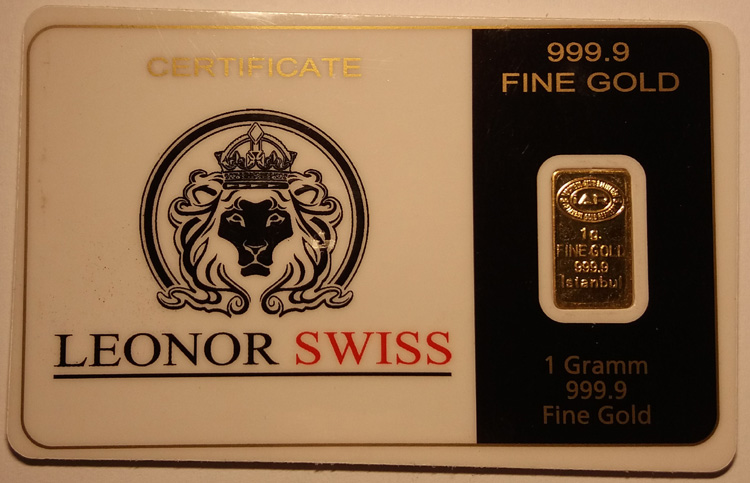 CERTIFICATE
LEONOR SWISS
999.9
FINE GOLD
1g.
FINE GOLD
999.9
Istanbul
1 Gramm
999.9
Fine Gold